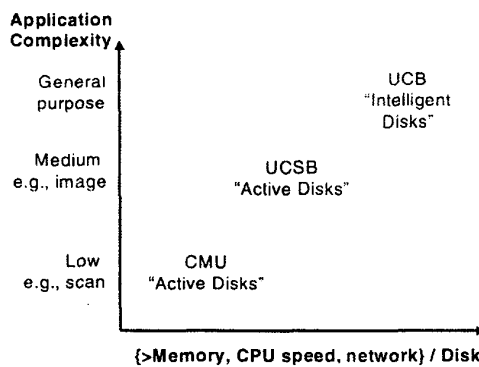 Application
Complexity
General
purpose
UCB
"Intelligent
Disks"
Medium
e.g., image
UCSB
"Active Disks"
Low
e.g., scan
CMU
"Active Disks"
{>Memory, CPU speed, network} / Disk